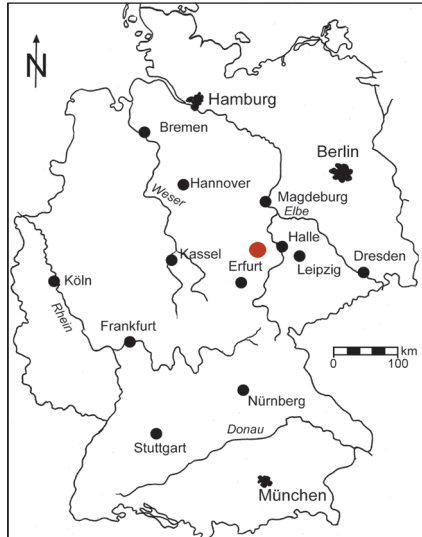 N
Hamburg
Bremen
Berlin
Hannover
Weser
Magdeburg
Elbe
Halle
Kassel
Erfurt
Leipzig
Dresden
Köln
Rhein
Frankfurt
km
0 100
Nürnberg
Donau
Stuttgart
München